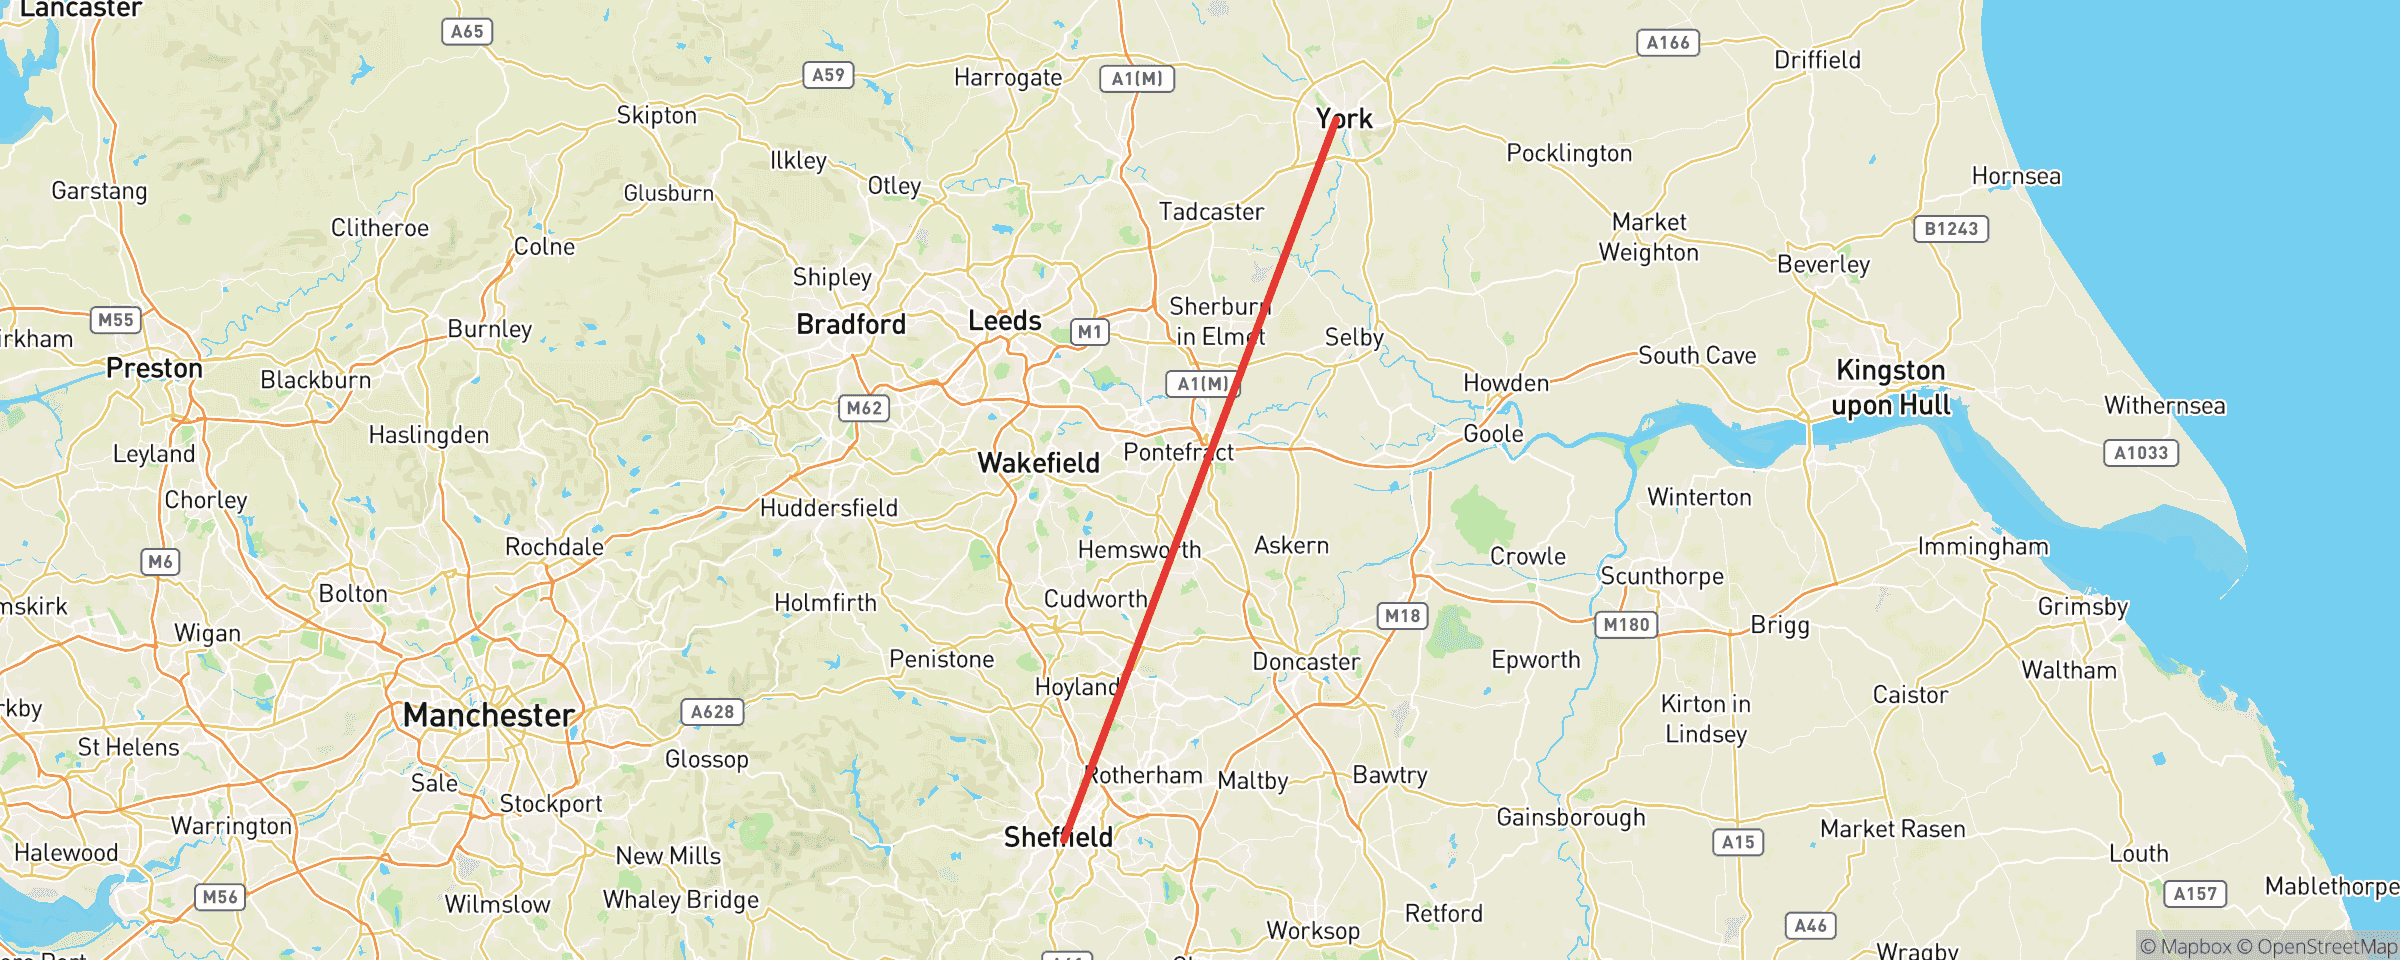 Lancaster
A65
A59
Harrogate
A1(M)
A166
Driffield
Skipton
York
Ilkley
Pocklington
Garstang
Glusburn
Otley
Hornsea
Clitheroe
Colne
Tadcaster
Market
Weighton
B1243
Shipley
Beverley
M55
irkham
Burnley
Bradford
Leeds
M1
Sherburn
in Elmet
Selby
Preston
Blackburn
A1(M)
South Cave
Howden
Kingston
upon Hull
Withernsea
M62
Haslingden
Leyland
Wakefield
Pontefract
Goole
A1033
Chorley
Huddersfield
Winterton
M6
Rochdale
Hemsworth
Askern
Crowle
Immingham
Scunthorpe
mskirk
Bolton
Holmfirth
Cudworth
M18
M180
Brigg
Grimsby
Wigan
Penistone
Doncaster
Epworth
Waltham
Hoyland
Caistor
rkby
Manchester
A628
Kirton in
Lindsey
St Helens
Glossop
Sale
Rotherham
Maltby
Bawtry
Stockport
Gainsborough
Warrington
Sheffield
Market Rasen
A15
Halewood
New Mills
Louth
M56
Wilmslow
Whaley Bridge
Retford
A157
Mablethorpe
Worksop
A46
Wragby
© Mapbox © OpenStreetMap